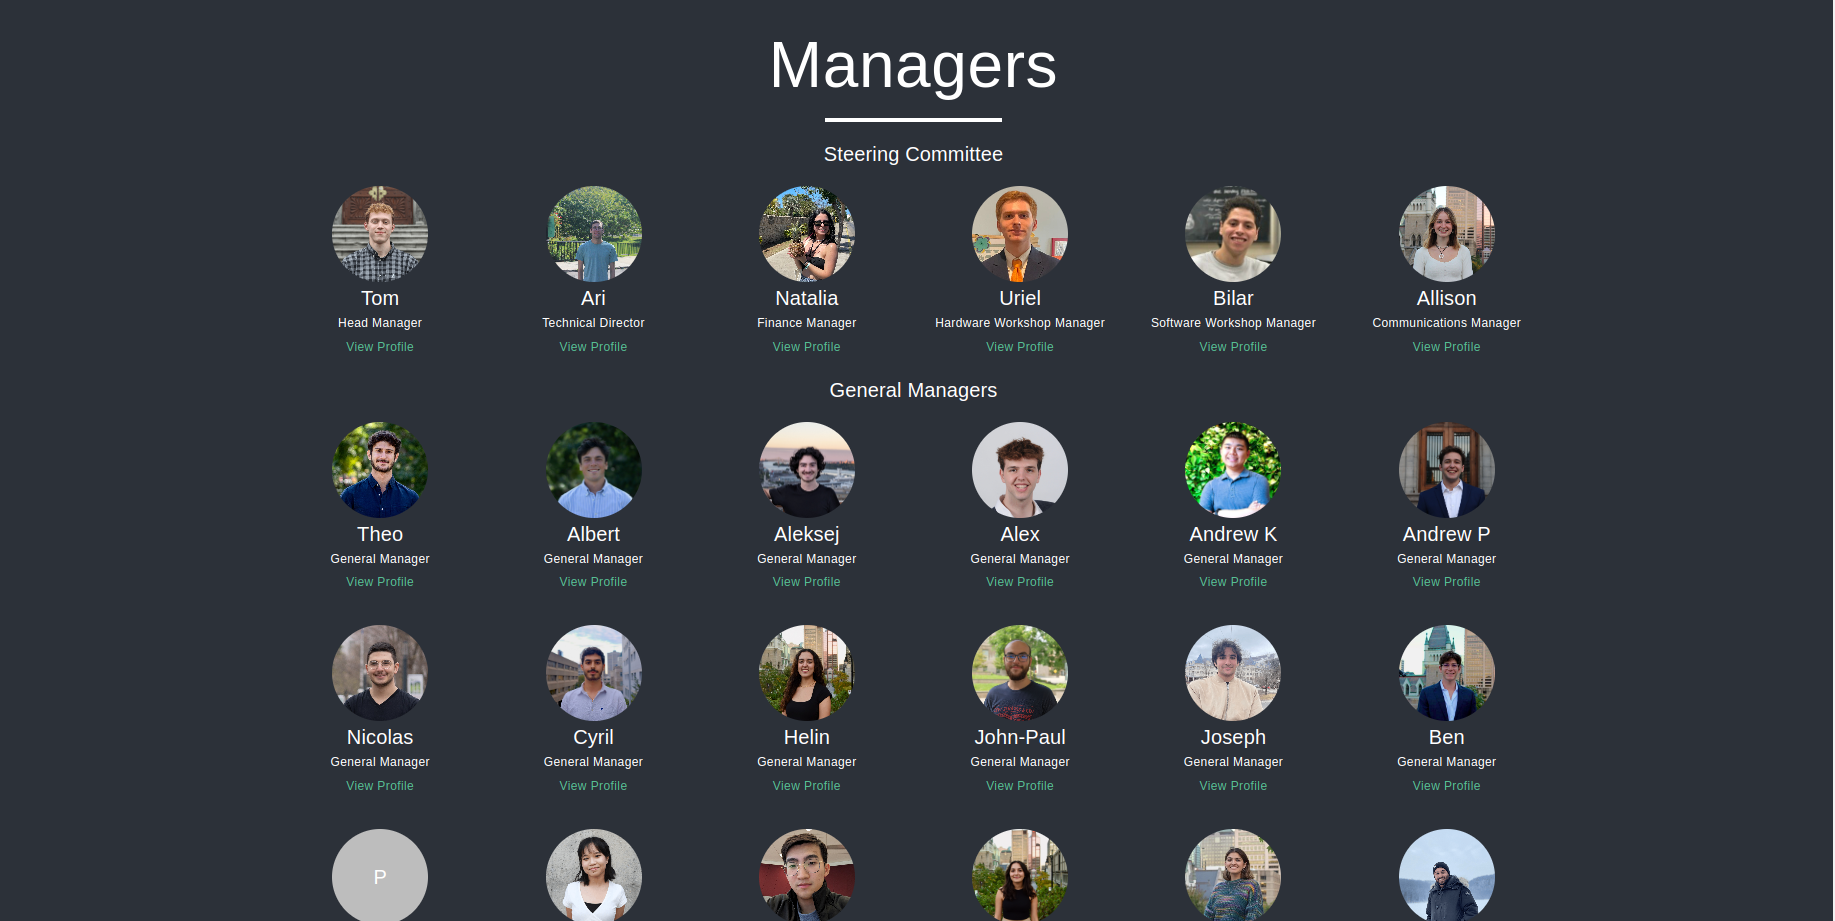 Managers
Steering Committee
Tom Ari Natalia Uriel Bilar Allison
Head Manager Technical Director Finance Manager Hardware Workshop Manager Software Workshop Manager Communications Manager
View Profile View Profile View Profile View Profile View Profile View Profile
General Managers
Theo Albert Aleksej Alex Andrew K Andrew P
General Manager General Manager General Manager General Manager General Manager General Manager
View Profile View Profile View Profile View Profile View Profile View Profile
Nicolas Cyril Helin John-Paul Joseph Ben
General Manager General Manager General Manager General Manager General Manager General Manager
View Profile View Profile View Profile View Profile View Profile View Profile
P